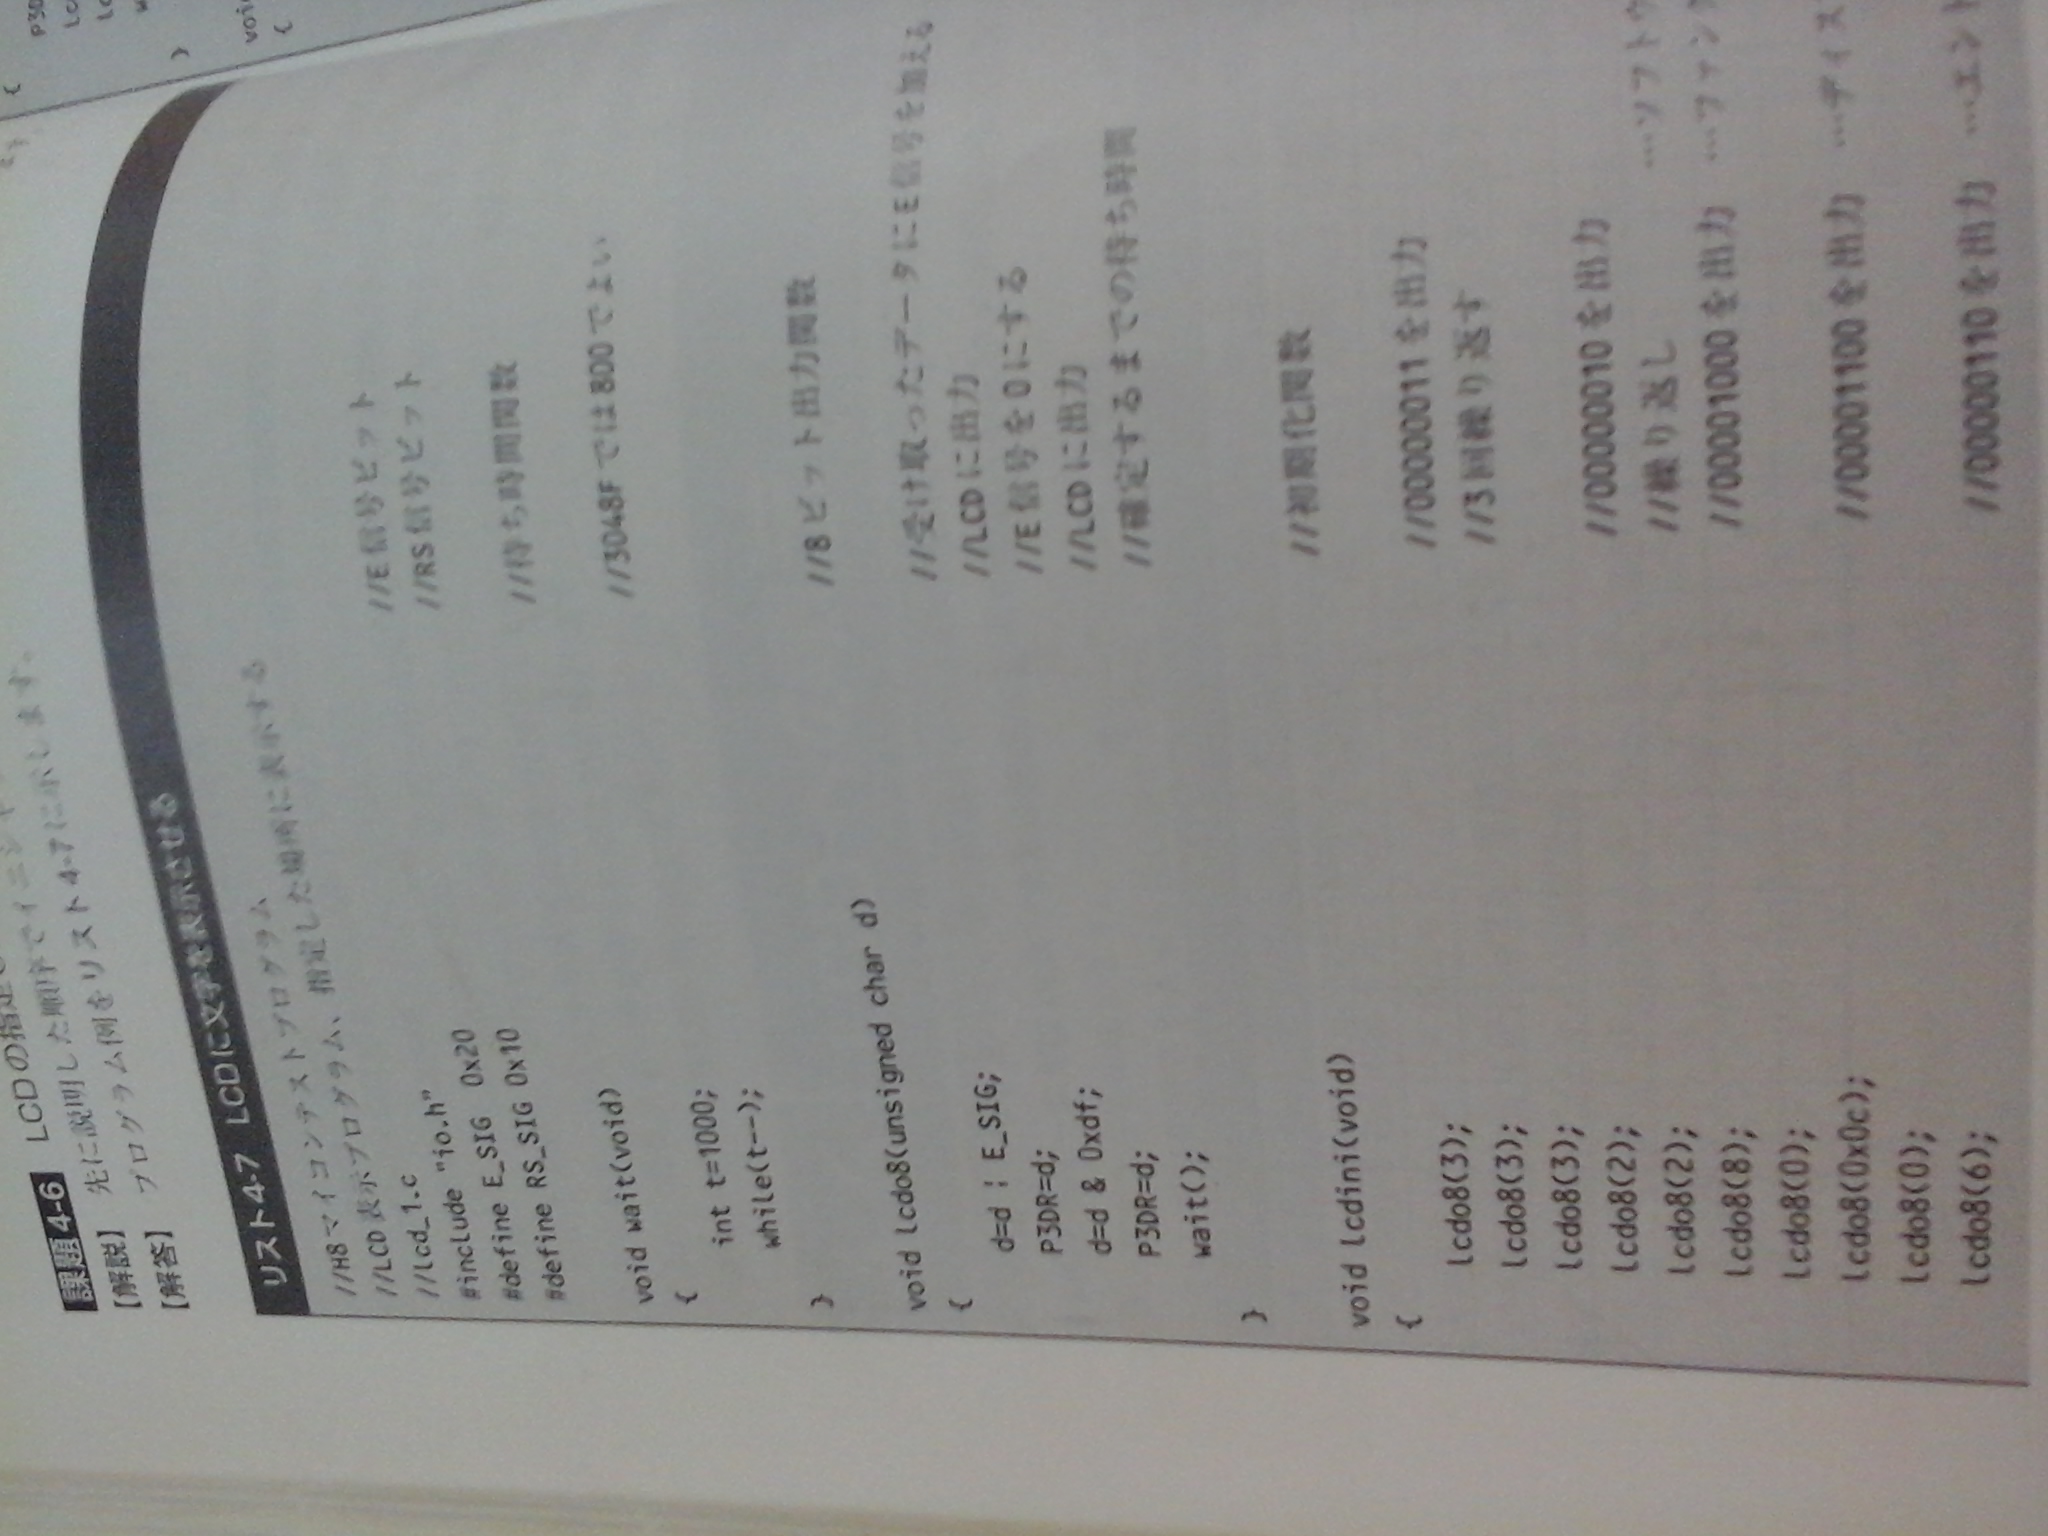 課題4-6 LCDの指定
【解説】 先に説明した順序でイニシャ
【解答】 プログラム例をリスト4-7に示します。
リスト4-7 LCDに文字を表示させる
//H8マイコンテストプログラム
//LCD表示プログラム、指定した場所に表示する
//lcd_1.c
#include "io.h"
#define E_SIG 0x20 //E信号ビット
#define RS_SIG 0x10 //RS信号ビット
void wait(void) //待ち時間関数
{
int t=1000; //3048Fでは800でよい
while(t--);
}
void lcdo8(unsigned char d) //8ビット出力関数
{
d=d | E_SIG; //受け取ったデータにE信号を加える
P3DR=d; //LCDに出力
d=d & 0xdf; //E信号を0にする
P3DR=d; //LCDに出力
wait(); //確定するまでの待ち時間
}
void lcdini(void) //初期化関数
{
lcdo8(3); //00000011を出力
lcdo8(3); //3回繰り返す
lcdo8(3);
lcdo8(2); //00000010を出力
lcdo8(2); //繰り返し …ソフトウ
lcdo8(8); //00001000を出力 …ファンク
lcdo8(0);
lcdo8(0x0c); //00001100を出力 …ディス
lcdo8(0);
lcdo8(6); //00000110を出力 …エント
{
P3D
}
void
{